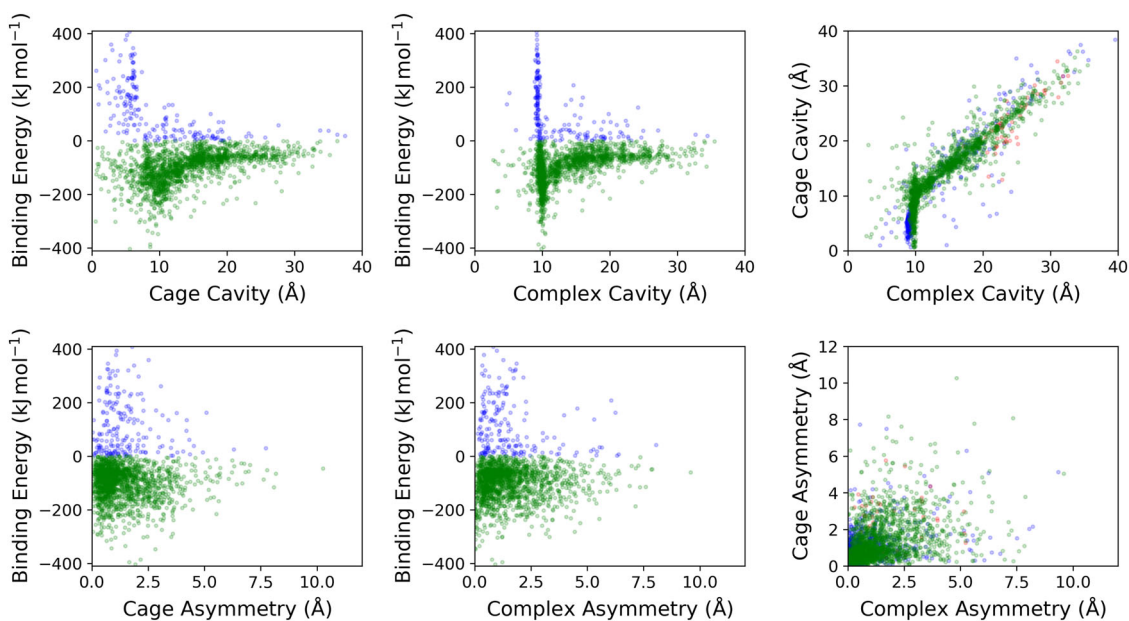 400
200
0
−200
−400
Binding Energy (kJ mol⁻¹)
0 10 20 30 40
Cage Cavity (Å)
400
200
0
−200
−400
Binding Energy (kJ mol⁻¹)
0 10 20 30 40
Complex Cavity (Å)
40
30
20
10
0
Cage Cavity (Å)
0 10 20 30 40
Complex Cavity (Å)
400
200
0
−200
−400
Binding Energy (kJ mol⁻¹)
0.0 2.5 5.0 7.5 10.0
Cage Asymmetry (Å)
400
200
0
−200
−400
Binding Energy (kJ mol⁻¹)
0.0 2.5 5.0 7.5 10.0
Complex Asymmetry (Å)
12
10
8
6
4
2
0
Cage Asymmetry (Å)
0.0 2.5 5.0 7.5 10.0
Complex Asymmetry (Å)